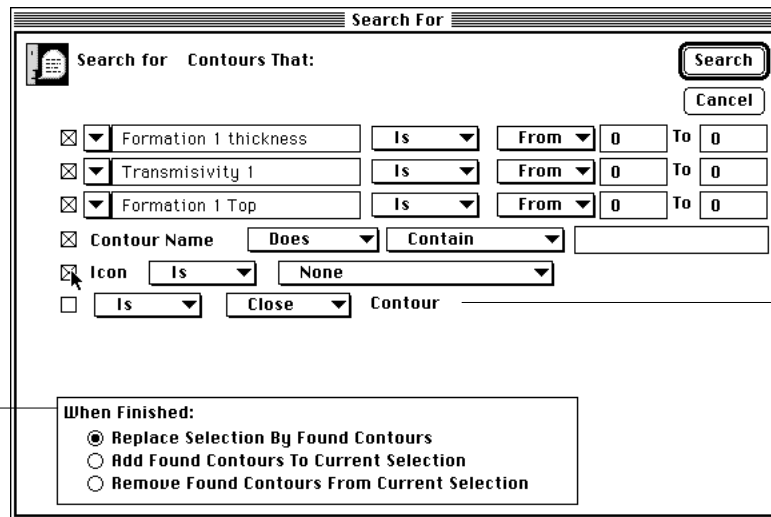 Search For
Search for Contours That:
Search
Cancel
Formation 1 thickness Is From 0 To 0
Transmisivity 1 Is From 0 To 0
Formation 1 Top Is From 0 To 0
Contour Name Does Contain
Icon Is None
Is Close Contour
When Finished:
Replace Selection By Found Contours
Add Found Contours To Current Selection
Remove Found Contours From Current Selection